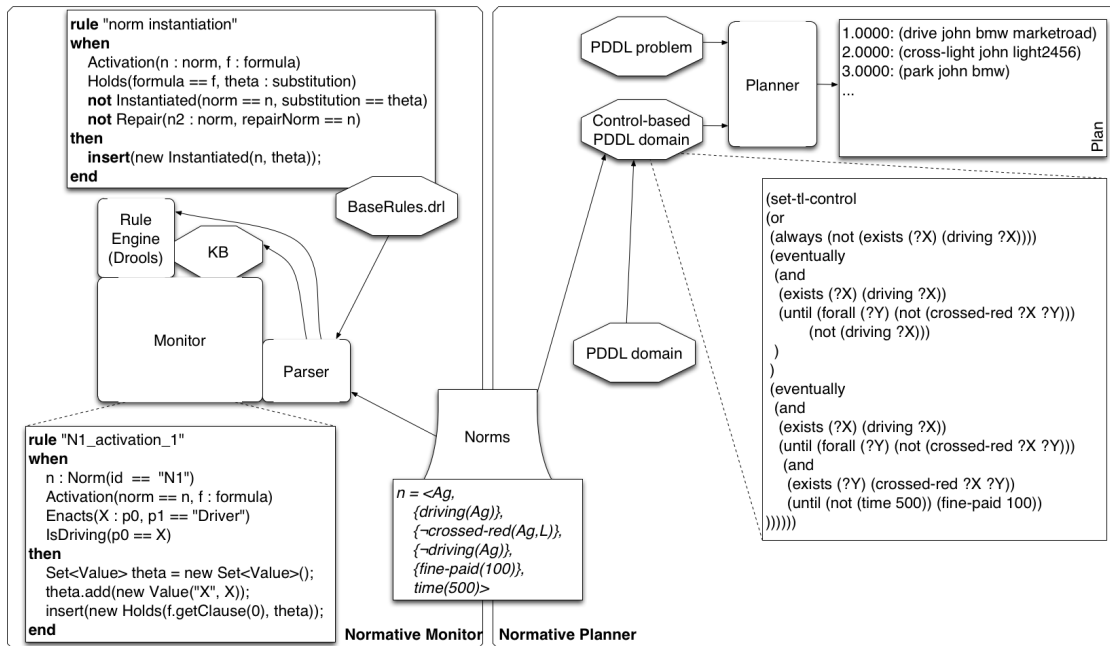 rule "norm instantiation"
when
Activation(n : norm, f : formula)
Holds(formula == f, theta : substitution)
not Instantiated(norm == n, substitution == theta)
not Repair(n2 : norm, repairNorm == n)
then
insert(new Instantiated(n, theta));
end
BaseRules.drl
Rule
Engine
(Drools)
KB
Monitor
Parser
rule "N1_activation_1"
when
n : Norm(id == "N1")
Activation(norm == n, f : formula)
Enacts(X : p0, p1 == "Driver")
IsDriving(p0 == X)
then
Set<Value> theta = new Set<Value>();
theta.add(new Value("X", X));
insert(new Holds(f.getClause(0), theta));
end
Normative Monitor
Norms
n = <Ag,
{driving(Ag)},
{¬crossed-red(Ag,L)},
{¬driving(Ag)},
{fine-paid(100)},
time(500)>
Normative Planner
PDDL problem
Control-based
PDDL domain
PDDL domain
Planner
1.0000: (drive john bmw marketroad)
2.0000: (cross-light john light2456)
3.0000: (park john bmw)
...
Plan
(set-tl-control
(or
(always (not (exists (?X) (driving ?X))))
(eventually
(and
(exists (?X) (driving ?X))
(until (forall (?Y) (not (crossed-red ?X ?Y)))
(not (driving ?X)))
)
)
(eventually
(and
(exists (?X) (driving ?X))
(until (forall (?Y) (not (crossed-red ?X ?Y)))
(and
(exists (?Y) (crossed-red ?X ?Y))
(until (not (time 500)) (fine-paid 100))
))))))